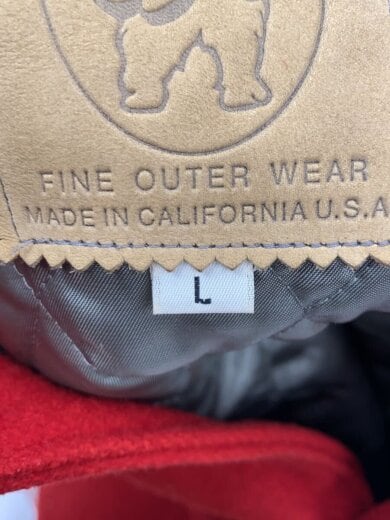 FINE OUTER WEAR
MADE IN CALIFORNIA U.S.A
L